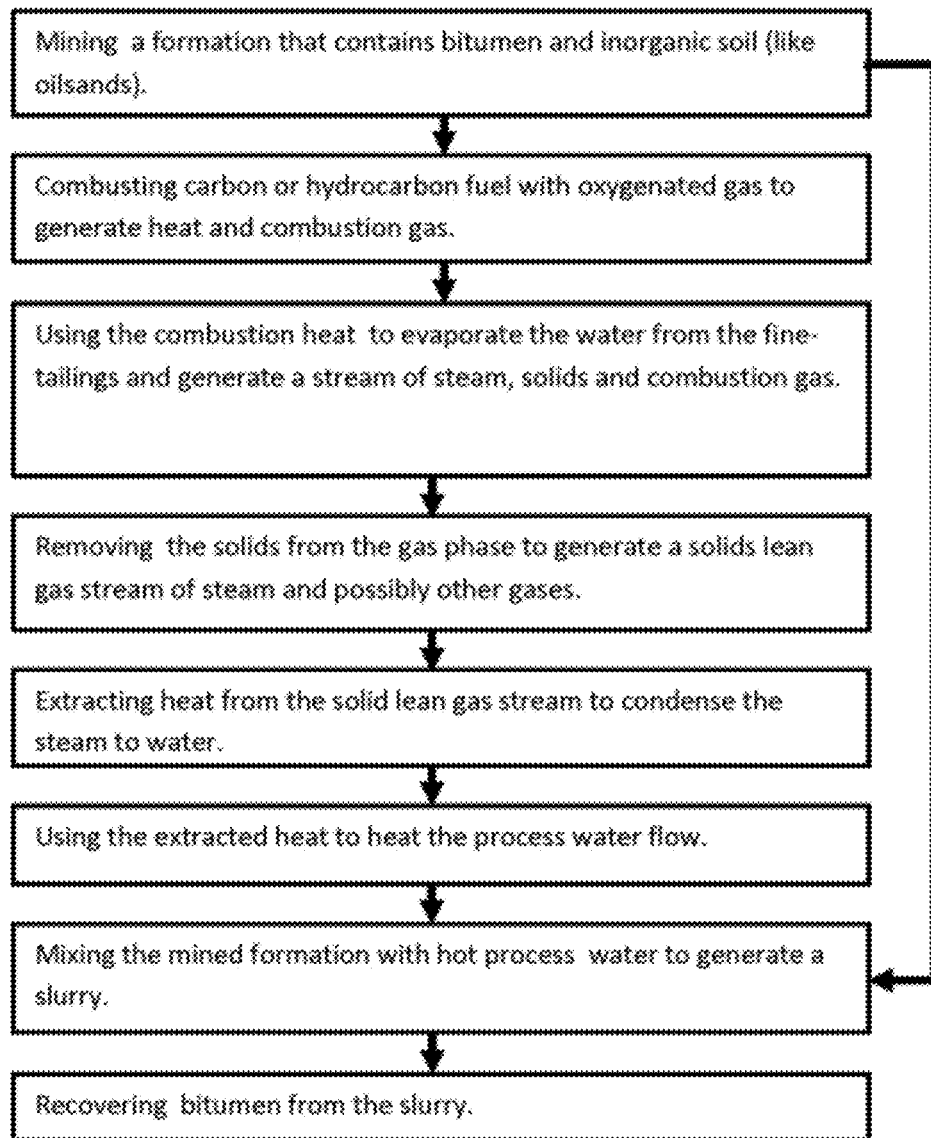 Mining a formation that contains bitumen and inorganic soil (like
oilsands).
Combusting carbon or hydrocarbon fuel with oxygenated gas to
generate heat and combustion gas.
Using the combustion heat to evaporate the water from the fine-
tailings and generate a stream of steam, solids and combustion gas.
Removing the solids from the gas phase to generate a solids lean
gas stream of steam and possibly other gases.
Extracting heat from the solid lean gas stream to condense the
steam to water.
Using the extracted heat to heat the process water flow.
Mixing the mined formation with hot process water to generate a
slurry.
Recovering bitumen from the slurry.